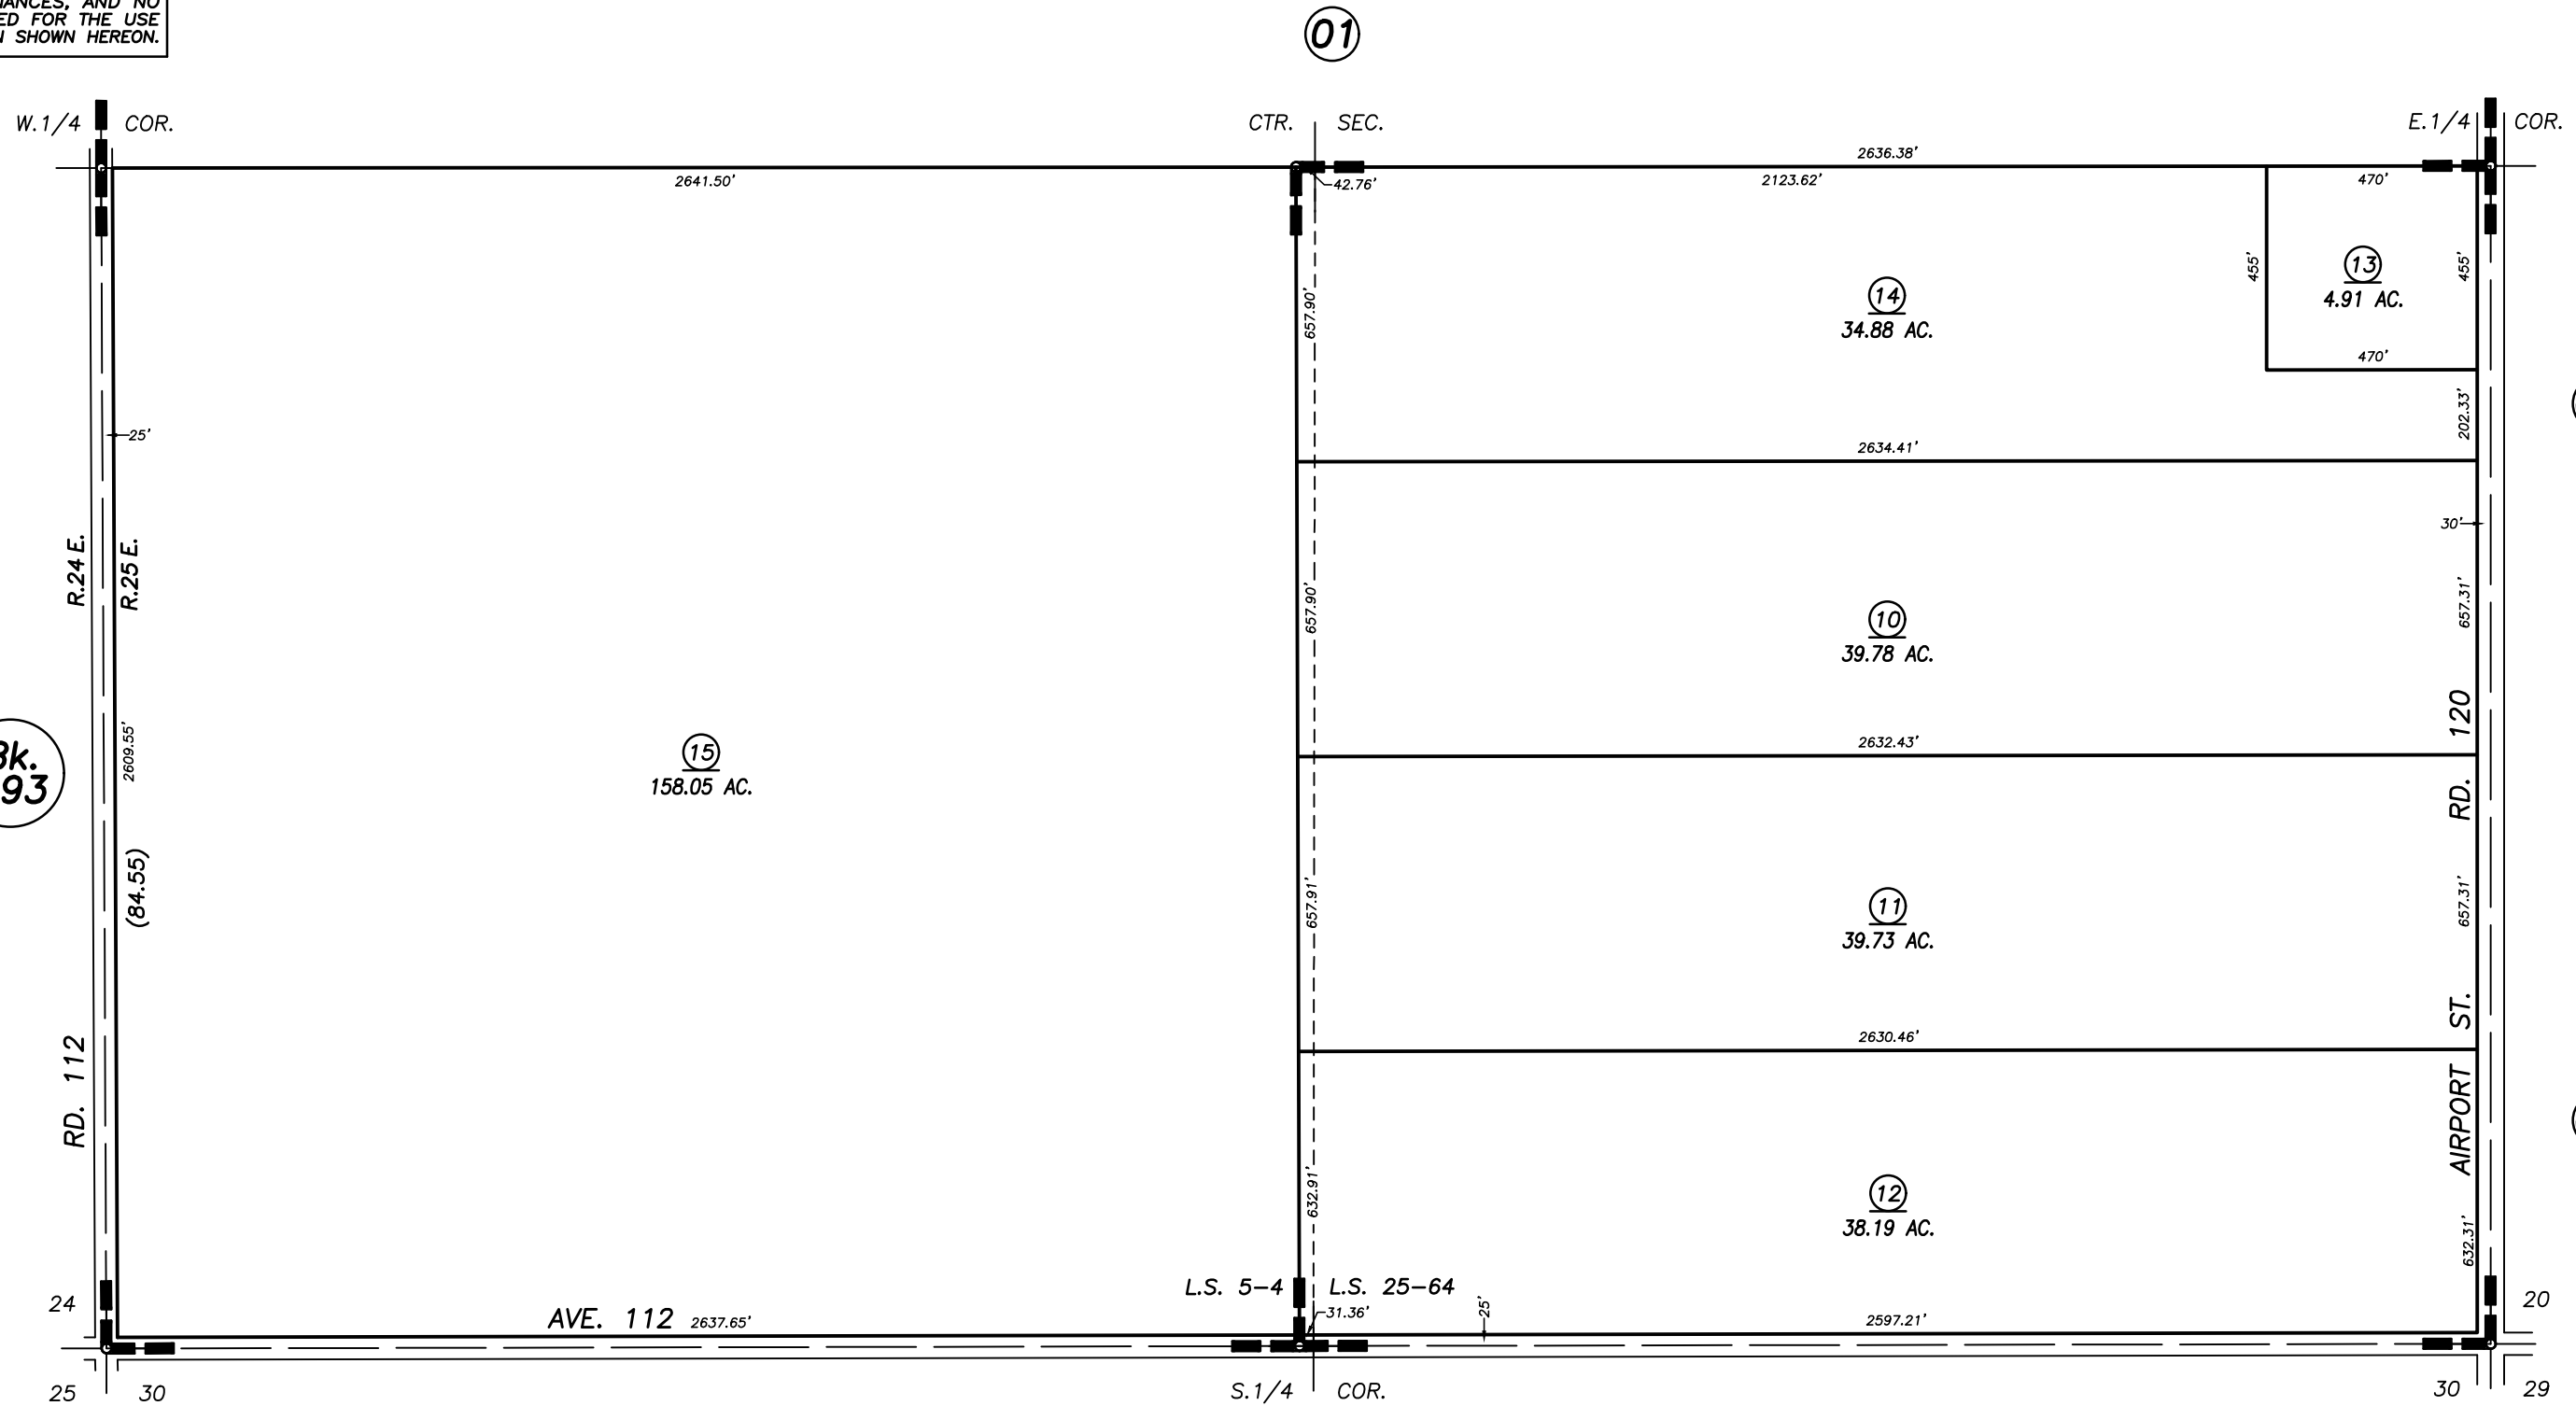 AND NO
FOR THE USE
SHOWN HEREON.
01
W.1/4 COR.
CTR. SEC.
E.1/4 COR.
2636.38'
2641.50'
42.76'
2123.62'
470'
455'
13
4.91 AC.
455'
14
34.88 AC.
657.90'
470'
202.33'
25'
2634.41'
30'
R.24 E.
R.25 E.
657.90'
10
39.78 AC.
657.31'
2609.55'
15
158.05 AC.
2632.43'
RD. 120
93
(84.55)
657.91'
11
39.73 AC.
657.31'
RD. 112
2630.46'
AIRPORT ST.
632.91'
12
38.19 AC.
632.31'
L.S. 5-4
L.S. 25-64
24
AVE. 112
2637.65'
31.36'
25'
2597.21'
20
25
30
S.1/4 COR.
30
29